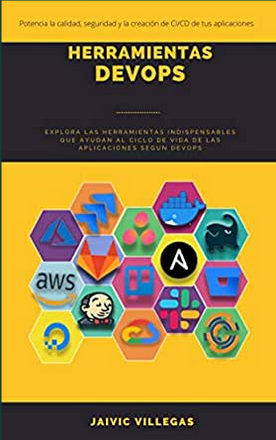 Potencia la calidad, seguridad y la creación de CI/CD de tus aplicaciones
HERRAMIENTAS
DEVOPS
EXPLORA LAS HERRAMIENTAS INDISPENSABLES
QUE AYUDAN AL CICLO DE VIDA DE LAS
APLICACIONES SEGUN DEVOPS
aws
A
JAIVIC VILLEGAS